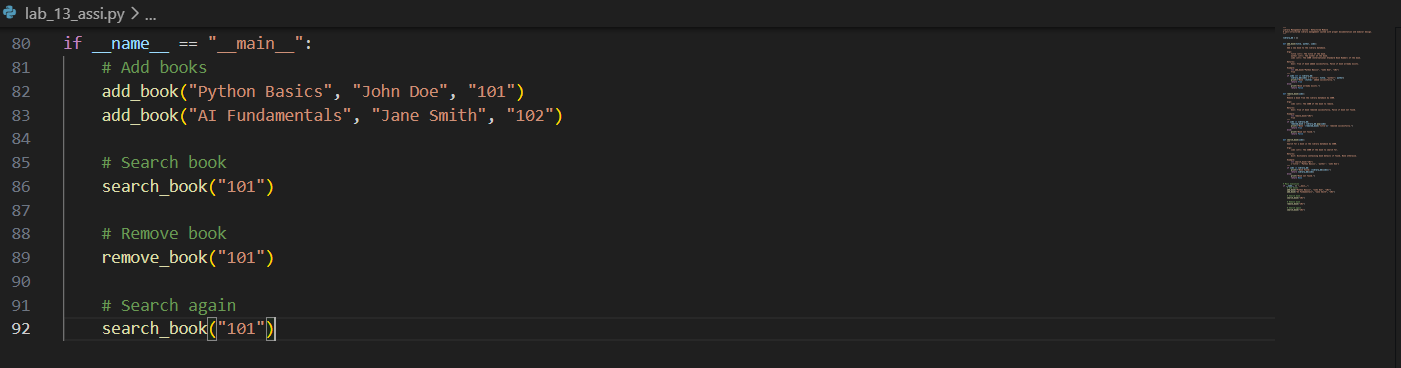 lab_13_assi.py > ...
80 if __name__ == "__main__":
81     # Add books
82     add_book("Python Basics", "John Doe", "101")
83     add_book("AI Fundamentals", "Jane Smith", "102")
84
85     # Search book
86     search_book("101")
87
88     # Remove book
89     remove_book("101")
90
91     # Search again
92     search_book("101")